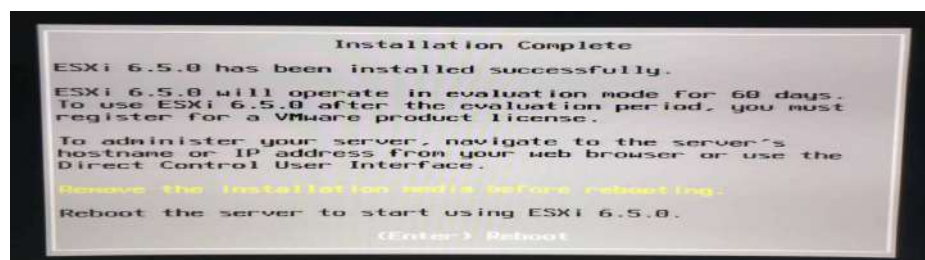 Installation Complete
ESXi 6.5.0 has been installed successfully.
ESXi 6.5.0 will operate in evaluation mode for 60 days.
To use ESXi 6.5.0 after the evaluation period, you must
register for a VMware product license.
To administer your server, navigate to the server's
hostname or IP address from your web browser or use the
Direct Control User Interface.
Remove the installation media before rebooting.
Reboot the server to start using ESXi 6.5.0.
(Enter) Reboot